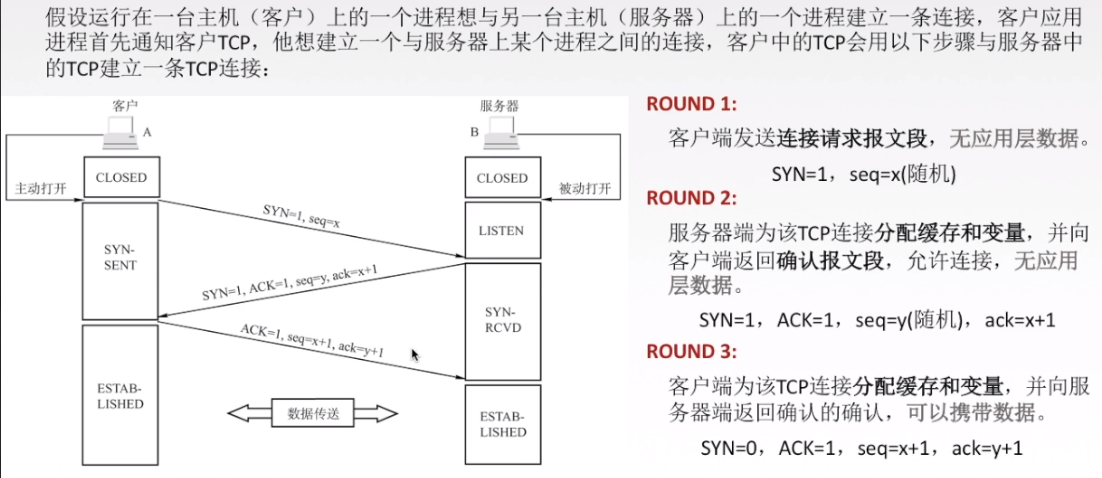 假设运行在一台主机（客户）上的一个进程想与另一台主机（服务器）上的一个进程建立一条连接，客户应用
进程首先通知客户TCP，他想建立一个与服务器上某个进程之间的连接，客户中的TCP会用以下步骤与服务器中
的TCP建立一条TCP连接：
客户
服务器
A
B
CLOSED
CLOSED
主动打开
被动打开
SYN=1, seq=x
LISTEN
SYN-
SENT
SYN=1, ACK=1, seq=y, ack=x+1
SYN-
RCVD
ACK=1, seq=x+1, ack=y+1
ESTAB-
LISHED
数据传送
ESTAB-
LISHED
ROUND 1:
客户端发送连接请求报文段，无应用层数据。
SYN=1，seq=x(随机)
ROUND 2:
服务器端为该TCP连接分配缓存和变量，并向
客户端返回确认报文段，允许连接，无应用
层数据。
SYN=1，ACK=1，seq=y(随机)，ack=x+1
ROUND 3:
客户端为该TCP连接分配缓存和变量，并向服
务器端返回确认的确认，可以携带数据。
SYN=0，ACK=1，seq=x+1，ack=y+1